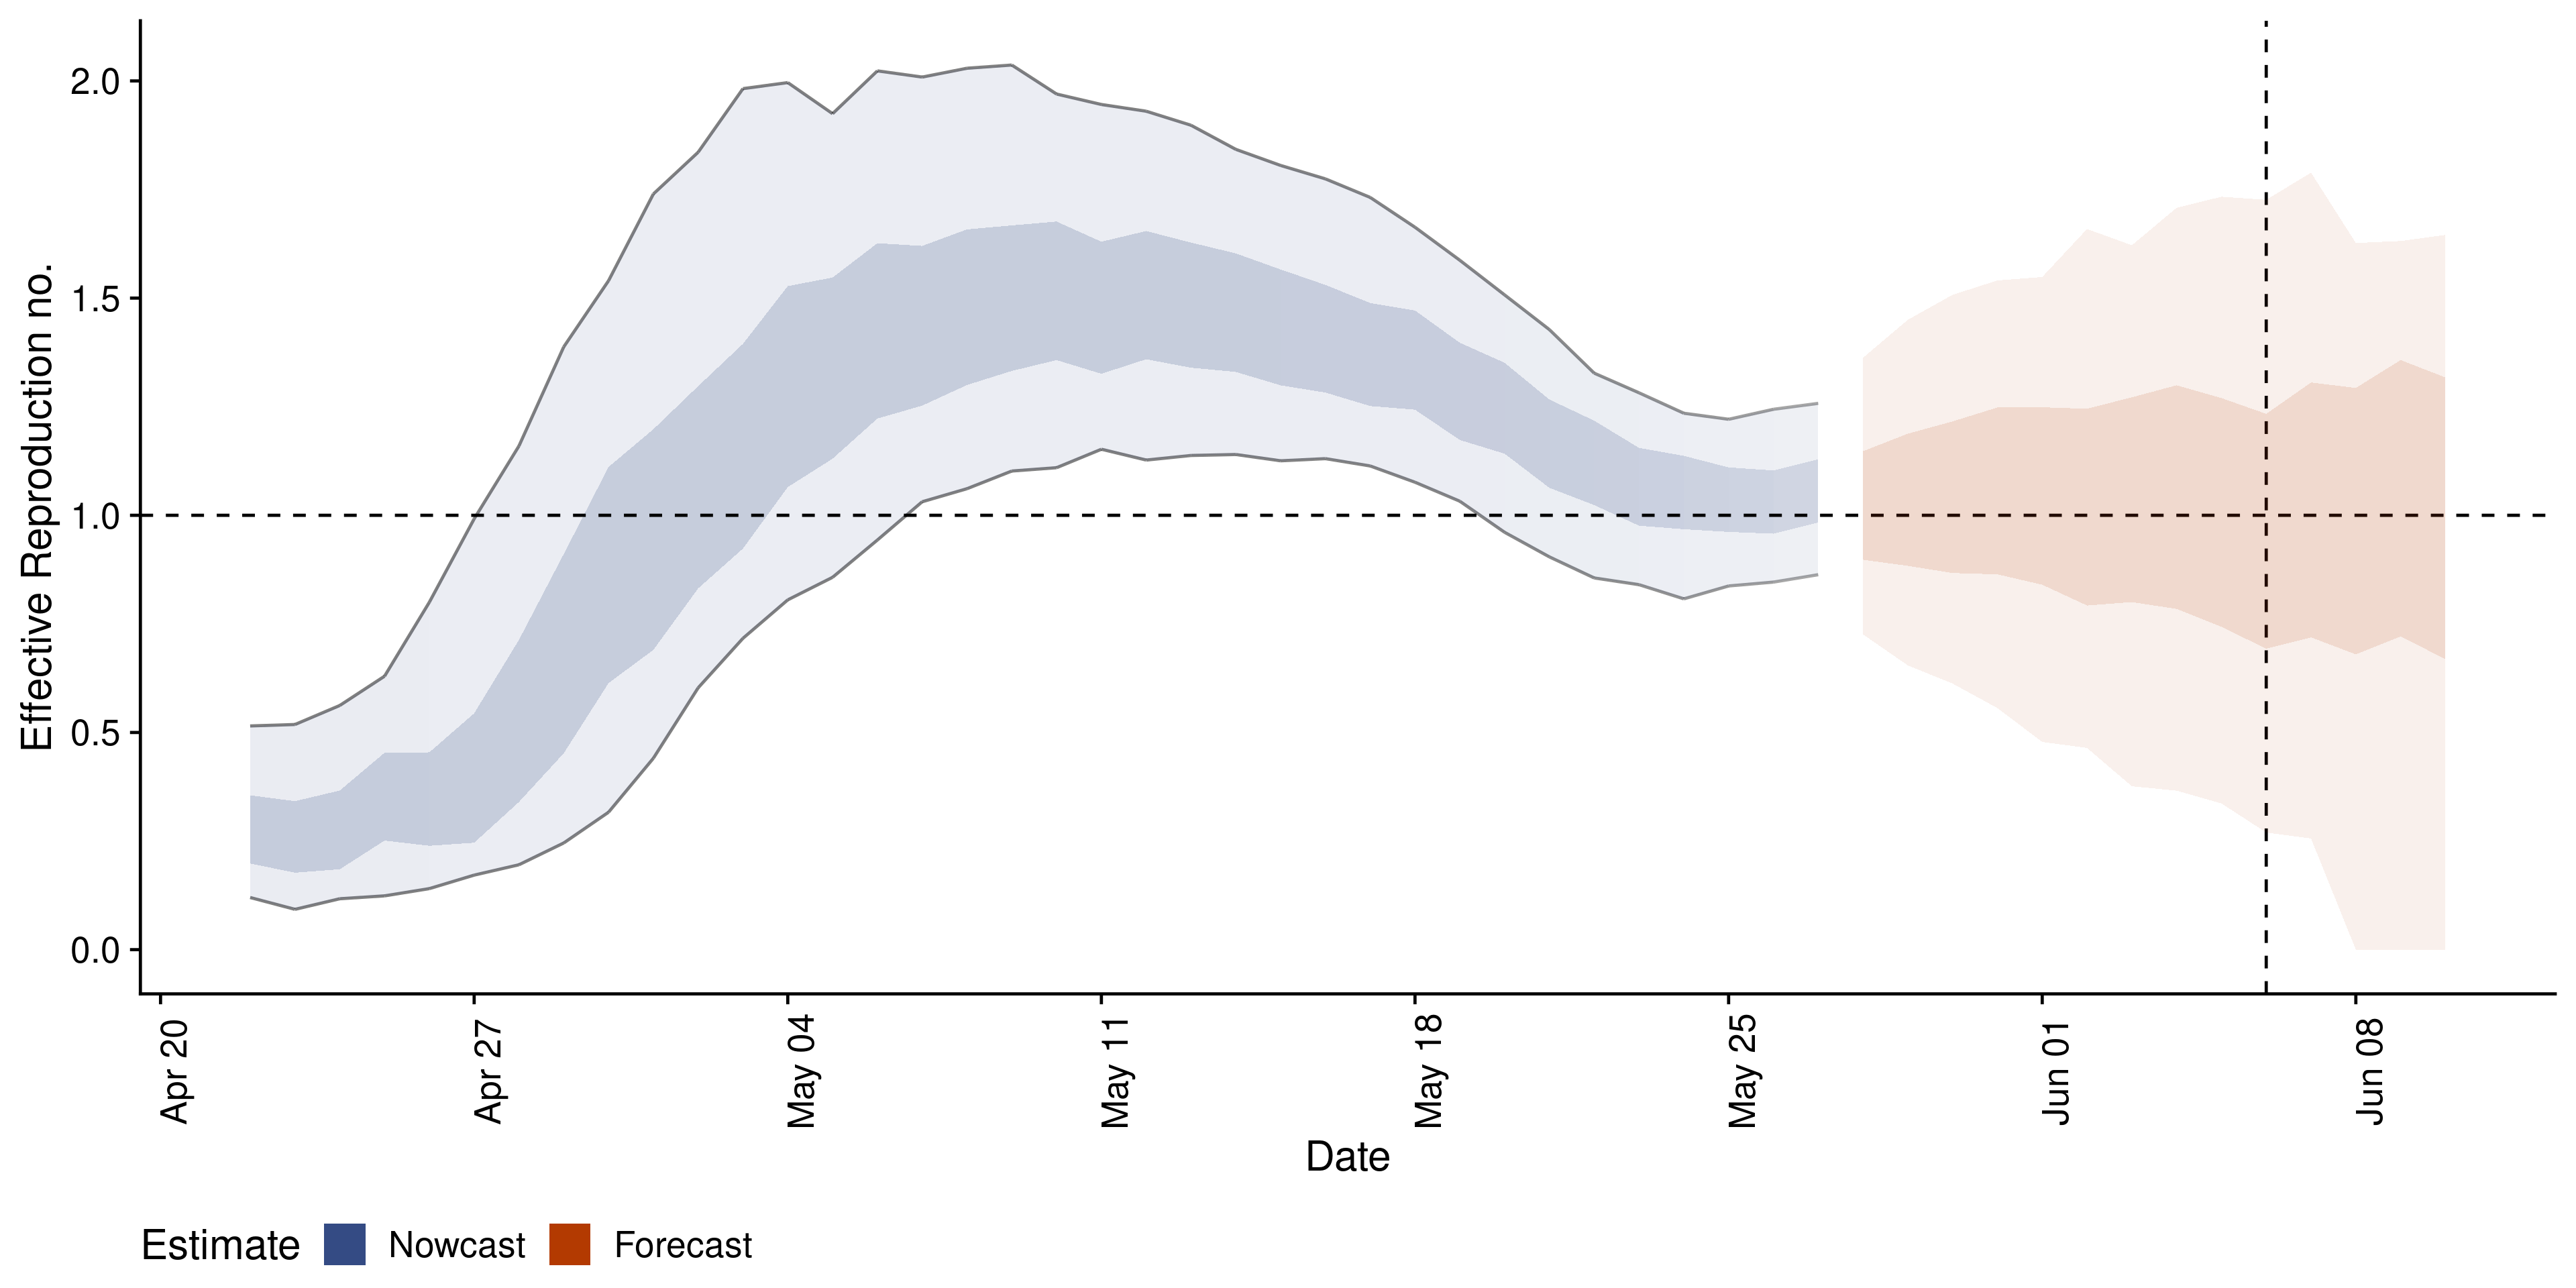 Effective Reproduction no.
2.0
1.5
1.0
0.5
0.0
Apr 20
Apr 27
May 04
May 11
May 18
May 25
Jun 01
Jun 08
Date
Estimate Nowcast Forecast